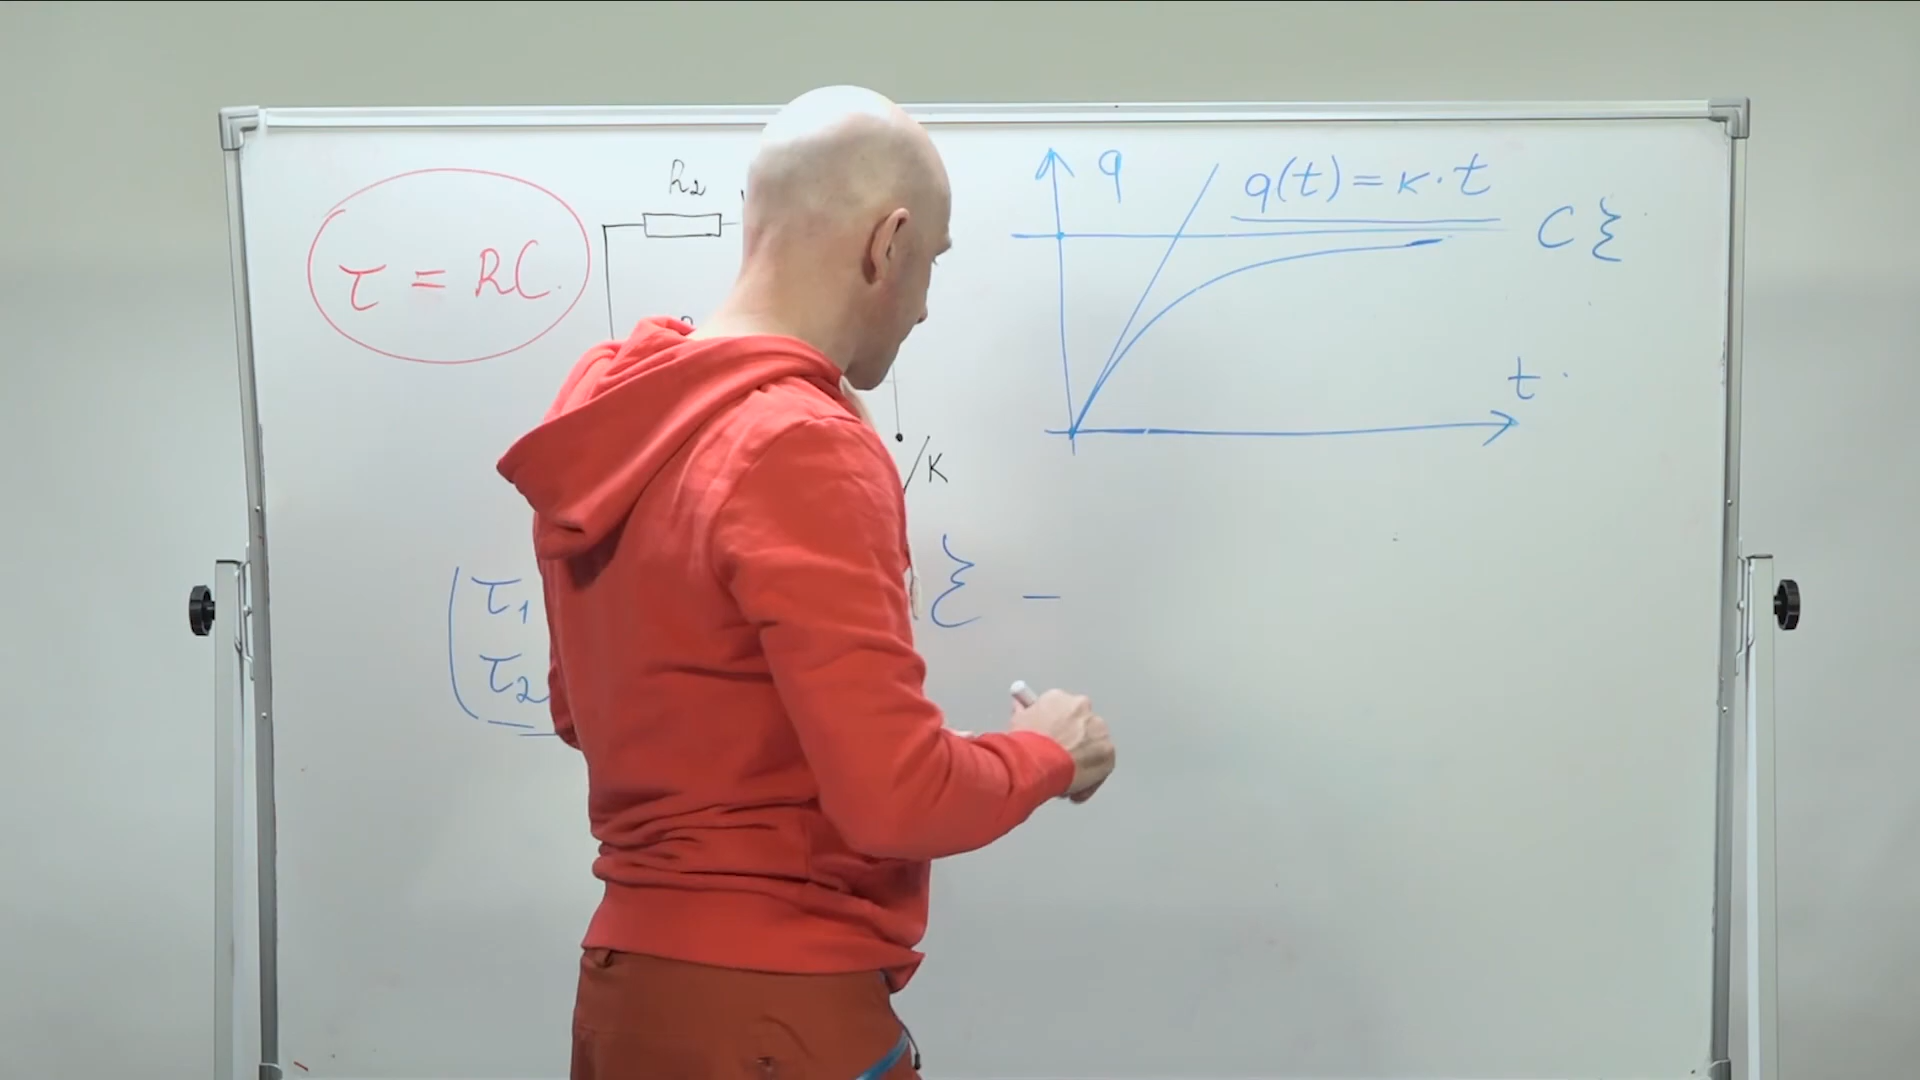 τ = RC
R₂
K
q
q(t) = к · t
C ℰ
t
τ₁
τ₂
ℰ –